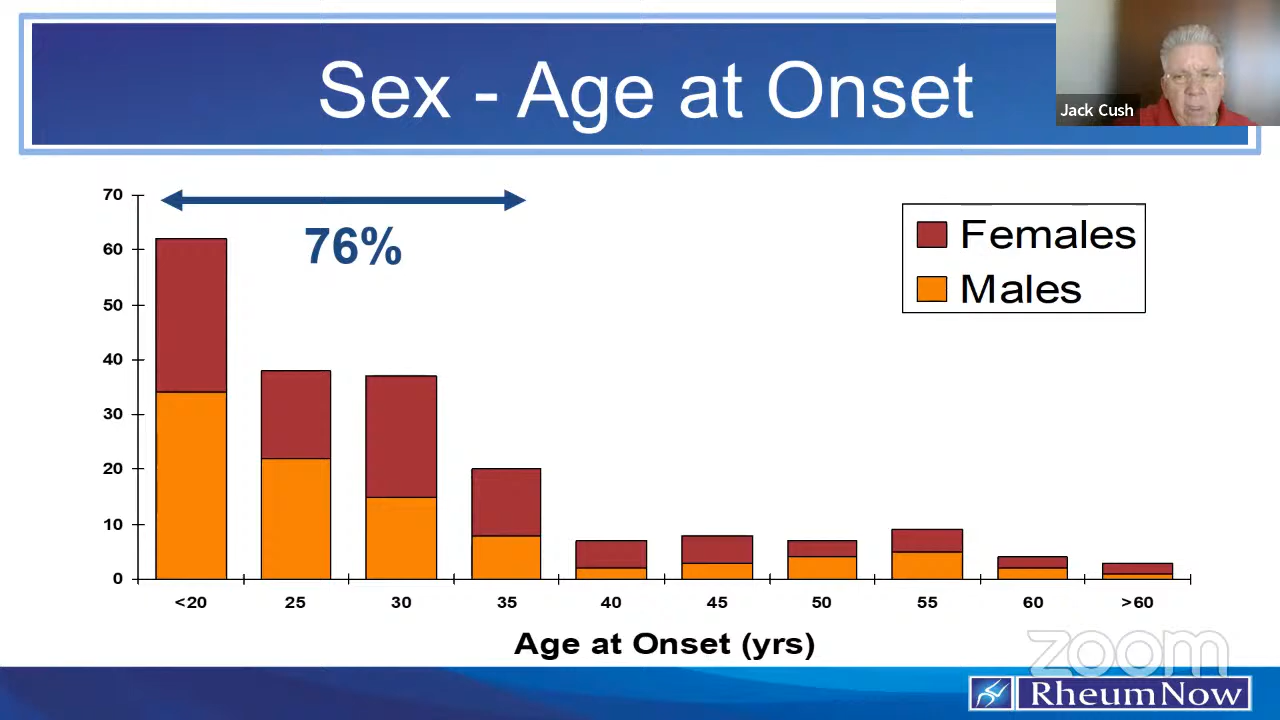 Sex - Age at Onset
Jack Cush
76%
Females
Males
70
60
50
40
30
20
10
0
<20 25 30 35 40 45 50 55 60 >60
Age at Onset (yrs)
zoom
RheumNow